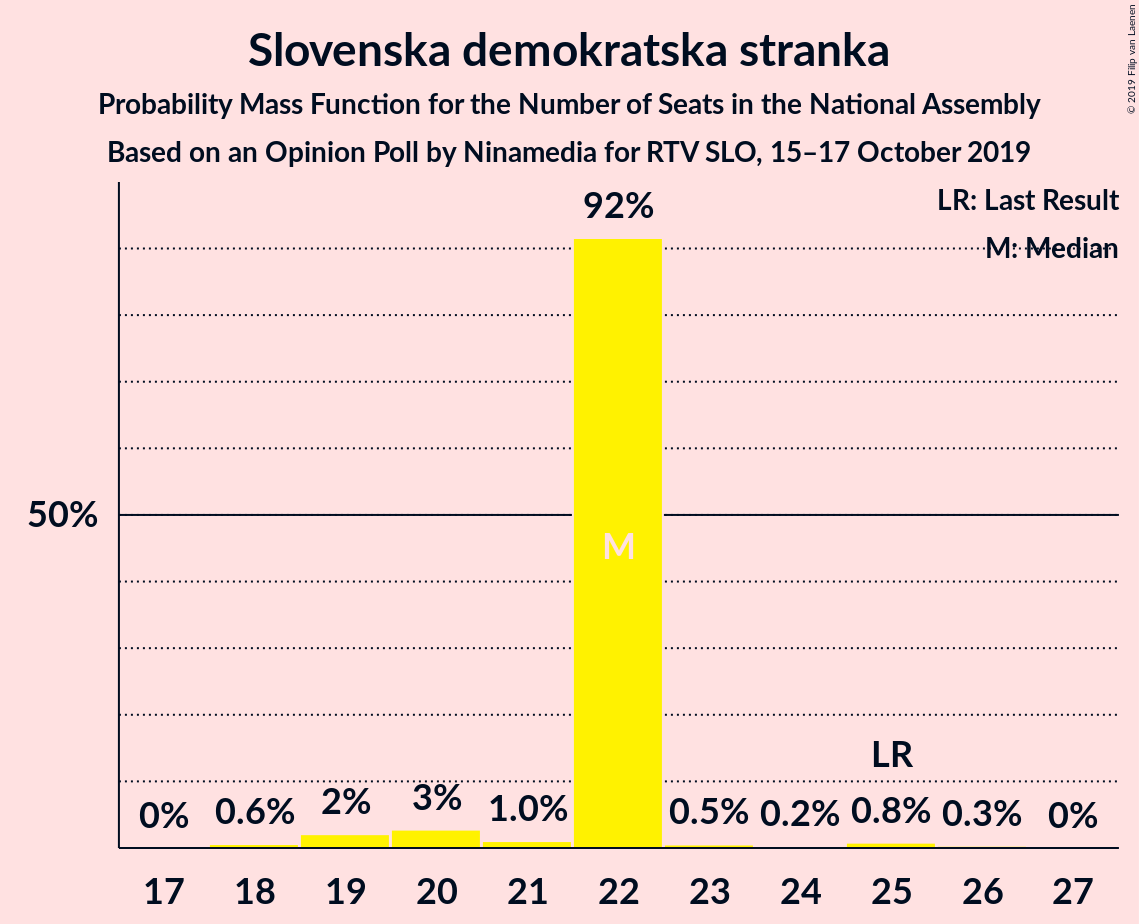 Slovenska demokratska stranka
Probability Mass Function for the Number of Seats in the National Assembly
Based on an Opinion Poll by Ninamedia for RTV SLO, 15–17 October 2019
© 2019 Filip van Laenen
LR: Last Result
M: Median
92%
50%
M
LR
0% 0.6% 2% 3% 1.0% 0.5% 0.2% 0.8% 0.3% 0%
17 18 19 20 21 22 23 24 25 26 27